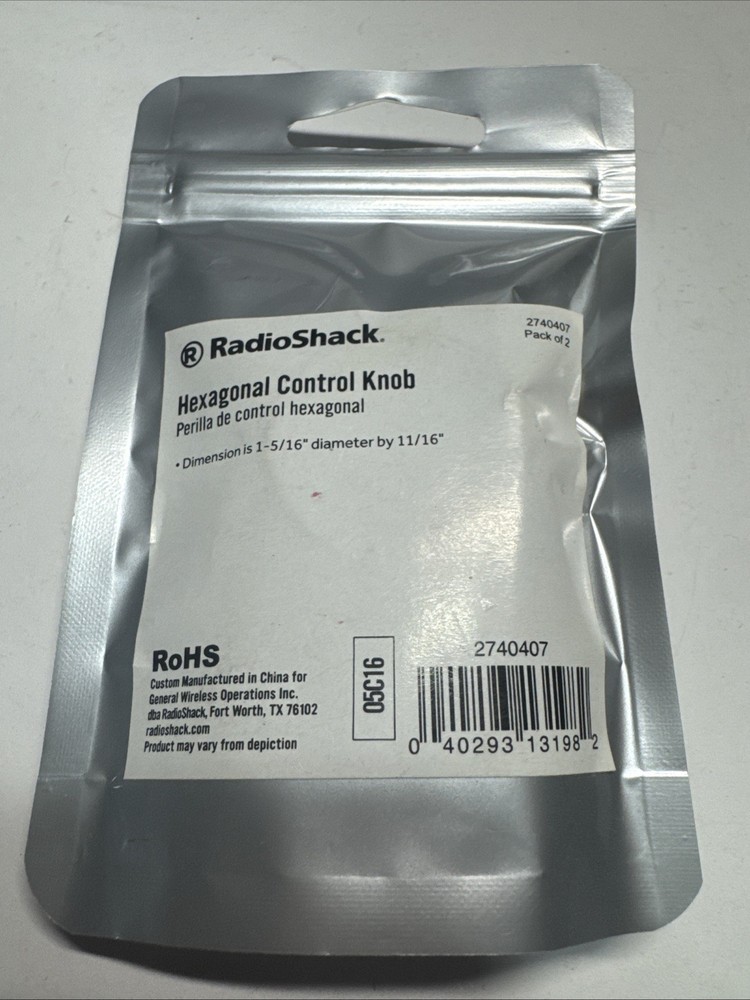 ® RadioShack.
2740407
Pack of 2
Hexagonal Control Knob
Perilla de control hexagonal
• Dimension is 1-5/16" diameter by 11/16"
RoHS
Custom Manufactured in China for
General Wireless Operations Inc.
dba RadioShack, Fort Worth, TX 76102
radioshack.com
Product may vary from depiction
05C16
2740407
0 40293 13198 2